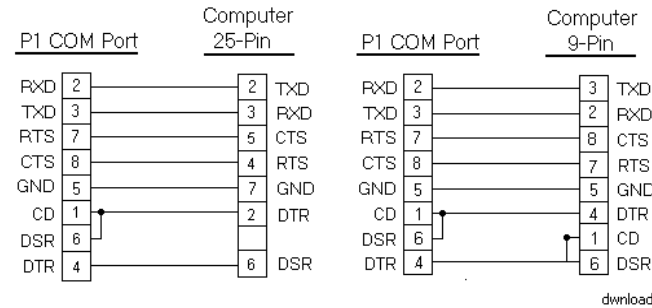 Computer
P1 COM Port 25-Pin
RXD 2 2 TXD
TXD 3 3 RXD
RTS 7 5 CTS
CTS 8 4 RTS
GND 5 7 GND
CD 1 2 DTR
DSR 6
DTR 4 6 DSR
Computer
P1 COM Port 9-Pin
RXD 2 3 TXD
TXD 3 2 RXD
RTS 7 8 CTS
CTS 8 7 RTS
GND 5 5 GND
CD 1 4 DTR
DSR 6 1 CD
DTR 4 6 DSR
dwnload